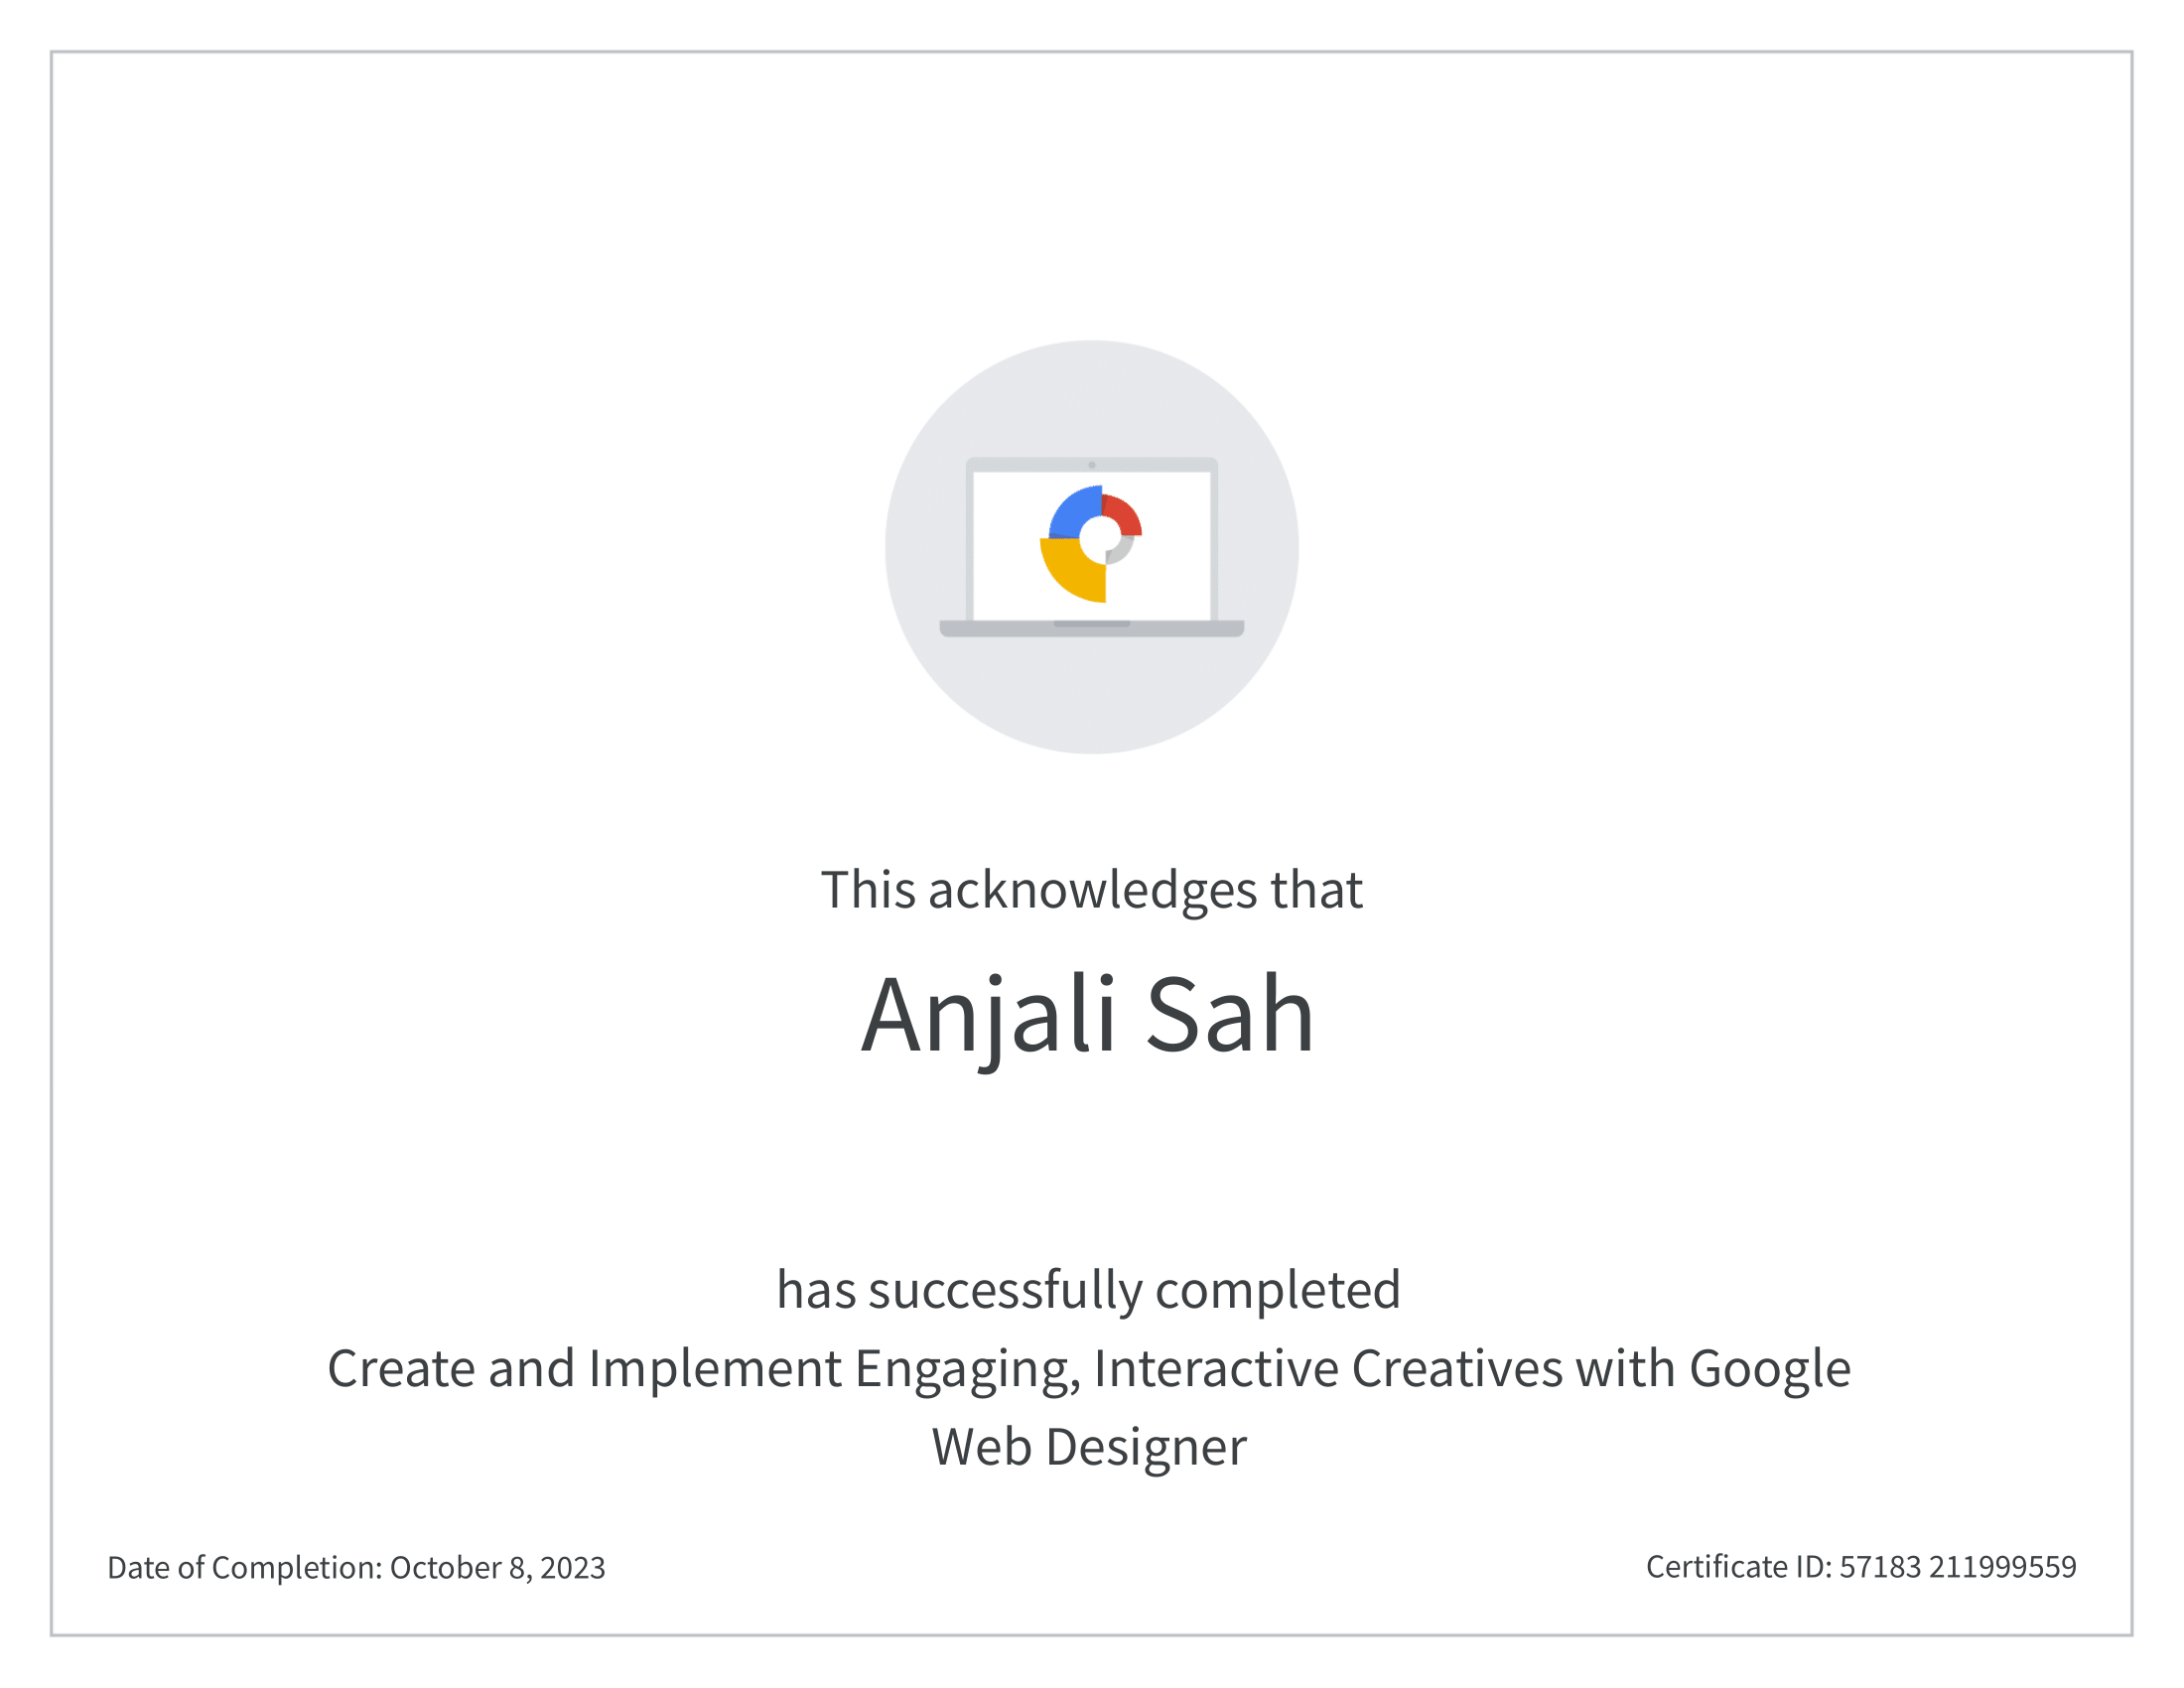 This acknowledges that
Anjali Sah
has successfully completed
Create and Implement Engaging, Interactive Creatives with Google
Web Designer
Date of Completion: October 8, 2023
Certificate ID: 57183 211999559